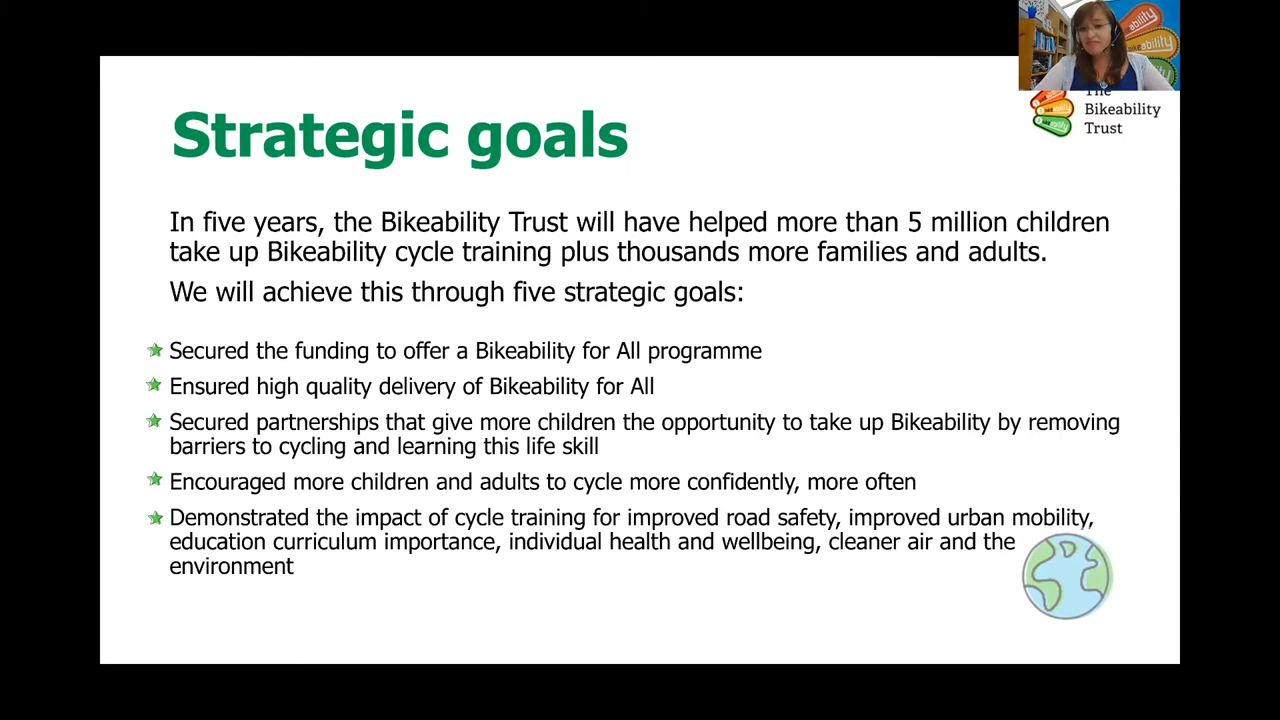 Strategic goals
The
Bikeability
Trust
In five years, the Bikeability Trust will have helped more than 5 million children
take up Bikeability cycle training plus thousands more families and adults.
We will achieve this through five strategic goals:
Secured the funding to offer a Bikeability for All programme
Ensured high quality delivery of Bikeability for All
Secured partnerships that give more children the opportunity to take up Bikeability by removing
barriers to cycling and learning this life skill
Encouraged more children and adults to cycle more confidently, more often
Demonstrated the impact of cycle training for improved road safety, improved urban mobility,
education curriculum importance, individual health and wellbeing, cleaner air and the
environment